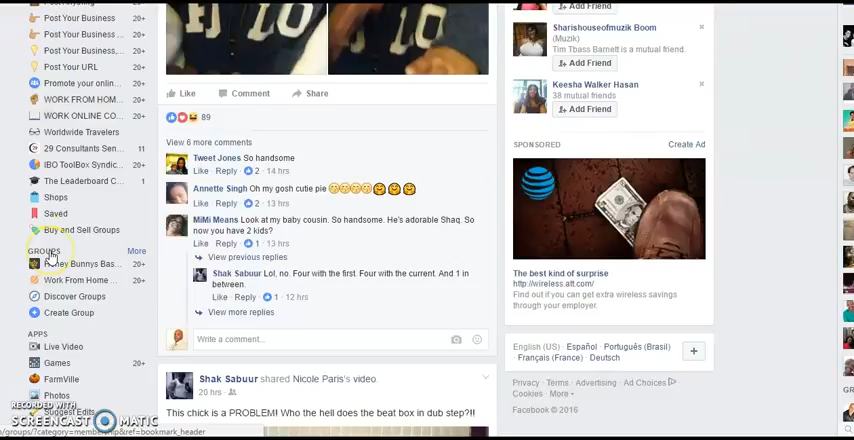 Post Your Business 20+
Post Your Business 20+
Post Your Business,... 20+
Post Your URL 20+
Promote your onlin... 20+
WORK FROM HOM... 20+
WORK ONLINE CO... 20+
Worldwide Travelers
29 Consultants Sen... 11
IBO ToolBox Syndic... 20+
The Leaderboard C... 1
Shops
Saved
Buy and Sell Groups
GROUPS More
Bunnys Bas... 20+
Work From Home ... 20+
Discover Groups
Create Group
APPS
Live Video
Games 20+
FarmVille
Photos
Suggest Edits
RECORDED WITH
SCREENCAST MATIC
10
10
Like Comment Share
89
View 6 more comments
Tweet Jones So handsome
Like · Reply · 2 · 14 hrs
Annette Singh Oh my gosh cutie pie
Like · Reply · 2 · 13 hrs
MiMi Means Look at my baby cousin. So handsome. He's adorable Shaq. So
now you have 2 kids?
Like · Reply · 1 · 13 hrs
View previous replies
Shak Sabuur Lol, no. Four with the first. Four with the current. And 1 in
between.
Like · Reply · 1 · 12 hrs
View more replies
Write a comment...
Shak Sabuur shared Nicole Paris's video.
20 hrs ·
This chick is a PROBLEM! Who the hell does the beat box in dub step?!!
Add Friend
Sharishouseofmuzik Boom
(Muzik)
Tim Tbass Barnett is a mutual friend.
Add Friend
Keesha Walker Hasan
38 mutual friends
Add Friend
SPONSORED Create Ad
AT&T
The best kind of surprise
http://wireless.att.com/
Find out if you can get extra wireless savings
through your employer.
English (US) · Español · Português (Brasil) ·
Français (France) · Deutsch
Privacy · Terms · Advertising · Ad Choices
Cookies · More
Facebook © 2016